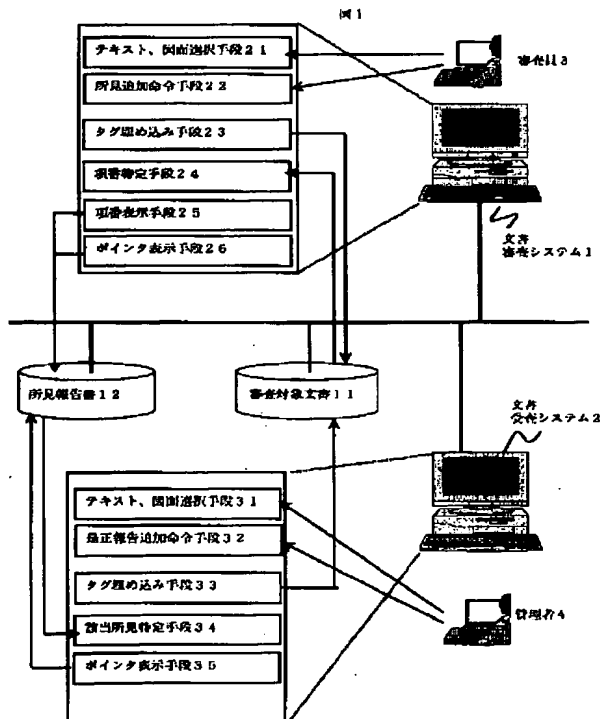 図1
テキスト、図面選択手段21
所見追加命令手段22
タグ埋め込み手段23
項番特定手段24
項番表示手段25
ポインタ表示手段26
審査員3
文書
審査システム1
所見報告書12
審査対象文書11
文書
受査システム2
テキスト、図面選択手段31
是正報告追加命令手段32
タグ埋め込み手段33
該当所見特定手段34
ポインタ表示手段35
管理者4